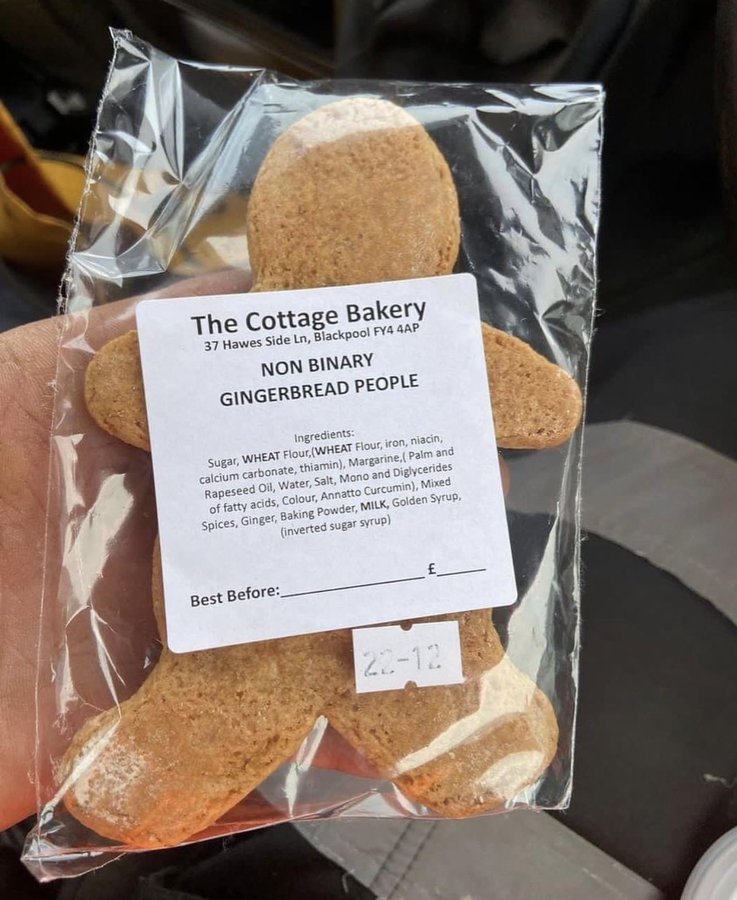 The Cottage Bakery
37 Hawes Side Ln, Blackpool FY4 4AP
NON BINARY
GINGERBREAD PEOPLE
Ingredients:
Sugar, WHEAT Flour,(WHEAT Flour, iron, niacin,
calcium carbonate, thiamin), Margarine,( Palm and
Rapeseed Oil, Water, Salt, Mono and Diglycerides
of fatty acids, Colour, Annatto Curcumin), Mixed
Spices, Ginger, Baking Powder, MILK, Golden Syrup,
(inverted sugar syrup)
Best Before:_______________ £_____
22-12